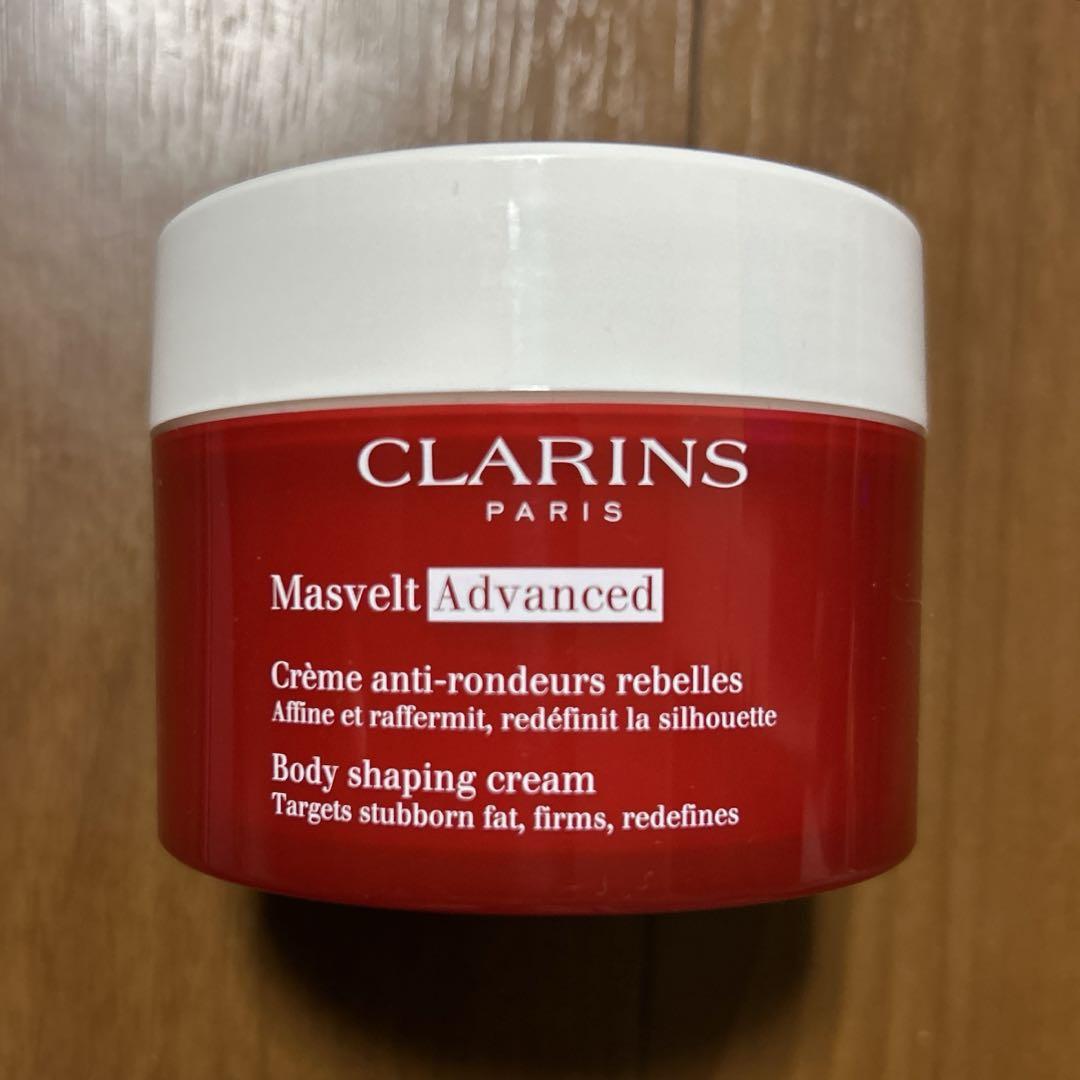 CLARINS
PARIS
Masvelt Advanced
Crème anti-rondeurs rebelles
Affine et raffermit, redéfinit la silhouette
Body shaping cream
Targets stubborn fat, firms, redefines